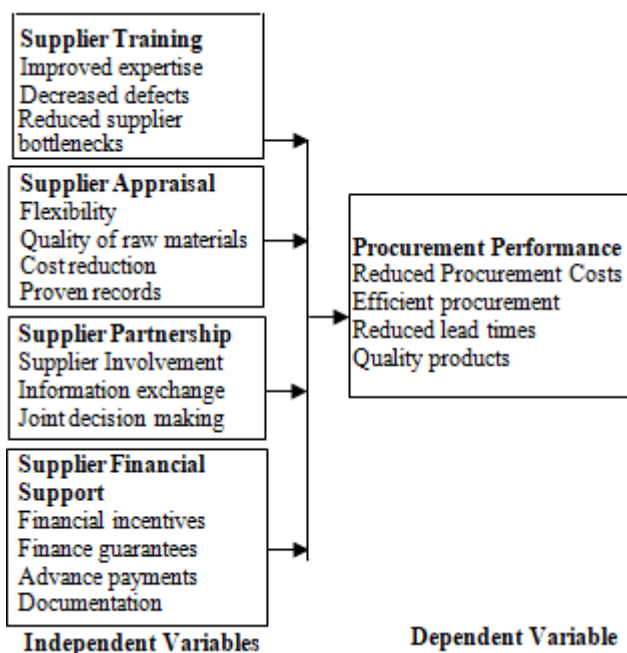 Supplier Training
Improved expertise
Decreased defects
Reduced supplier
bottlenecks
Supplier Appraisal
Flexibility
Quality of raw materials
Cost reduction
Proven records
Supplier Partnership
Supplier Involvement
Information exchange
Joint decision making
Supplier Financial
Support
Financial incentives
Finance guarantees
Advance payments
Documentation
Independent Variables
Procurement Performance
Reduced Procurement Costs
Efficient procurement
Reduced lead times
Quality products
Dependent Variable